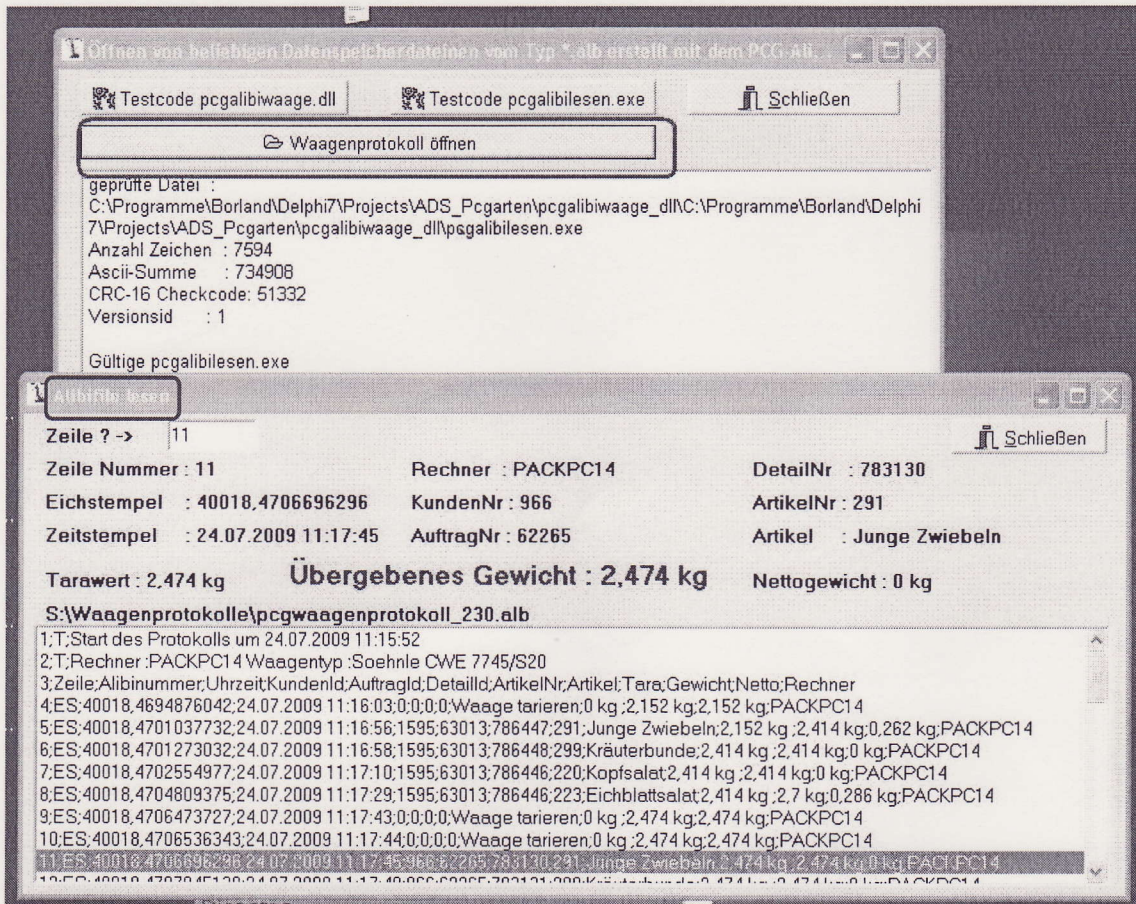 Öffnen von beliebigen Datenspeicherdateinen vom Typ *.alb erstellt mit dem PCG-Ali...
Testcode pcgalibiwaage.dll
Testcode pcgalibilesen.exe
Schließen
Waagenprotokoll öffnen
geprüfte Datei :
C:\Programme\Borland\Delphi7\Projects\ADS_Pcgarten\pcgalibiwaage_dll\C:\Programme\Borland\Delphi
7\Projects\ADS_Pcgarten\pcgalibiwaage_dll\pcgalibilesen.exe
Anzahl Zeichen : 7594
Ascii-Summe : 734908
CRC-16 Checkcode: 51332
Versionsid : 1
Gültige pcgalibilesen.exe
Alibifile lesen
Zeile ? -> 11
Schließen
Zeile Nummer : 11 Rechner : PACKPC14 DetailNr : 783130
Eichstempel : 40018,4706696296 KundenNr : 966 ArtikelNr : 291
Zeitstempel : 24.07.2009 11:17:45 AuftragNr : 62265 Artikel : Junge Zwiebeln
Tarawert : 2,474 kg Übergebenes Gewicht : 2,474 kg Nettogewicht : 0 kg
S:\Waagenprotokolle\pcgwaagenprotokoll_230.alb
1;T;Start des Protokolls um 24.07.2009 11:15:52
2;T;Rechner :PACKPC14 Waagentyp :Soehnle CWE 7745/S20
3;Zeile;Alibinummer;Uhrzeit;KundenId;AuftragId;DetailId;ArtikelNr;Artikel;Tara;Gewicht;Netto;Rechner
4;ES;40018,4694876042;24.07.2009 11:16:03;0;0;0;0;Waage tarieren;0 kg ;2,152 kg;2,152 kg;PACKPC14
5;ES;40018,4701037732;24.07.2009 11:16:56;1595;63013;786447;291;Junge Zwiebeln;2,152 kg ;2,414 kg;0,262 kg;PACKPC14
6;ES;40018,4701273032;24.07.2009 11:16:58;1595;63013;786448;299;Kräuterbunde;2,414 kg ;2,414 kg;0 kg;PACKPC14
7;ES;40018,4702554977;24.07.2009 11:17:10;1595;63013;786446;220;Kopfsalat;2,414 kg ;2,414 kg;0 kg;PACKPC14
8;ES;40018,4704809375;24.07.2009 11:17:29;1595;63013;786446;223;Eichblattsalat;2,414 kg ;2,7 kg;0,286 kg;PACKPC14
9;ES;40018,4706473727;24.07.2009 11:17:43;0;0;0;0;Waage tarieren;0 kg ;2,474 kg;2,474 kg;PACKPC14
10;ES;40018,4706536343;24.07.2009 11:17:44;0;0;0;0;Waage tarieren;0 kg ;2,474 kg;2,474 kg;PACKPC14
11;ES;40018,4706696296;24.07.2009 11:17:45;966;62265;783130;291;Junge Zwiebeln;2,474 kg ;2,474 kg;0 kg;PACKPC14